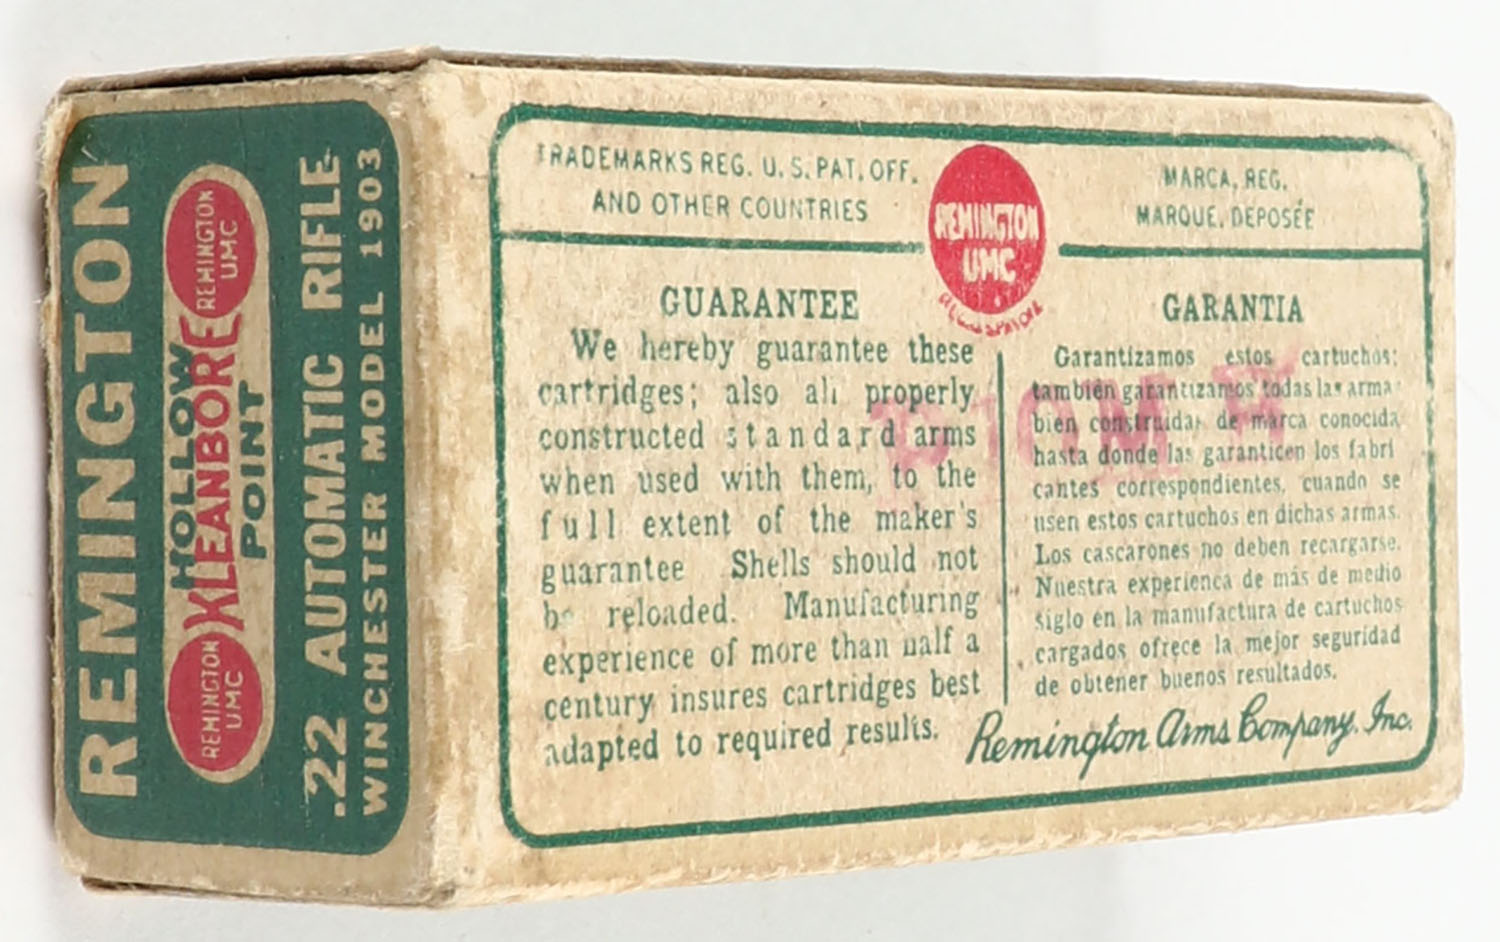 REMINGTON
HOLLOW
REMINGTON
UMC
KLEANBORE
REMINGTON
UMC
POINT
.22 AUTOMATIC RIFLE
WINCHESTER MODEL 1903
TRADEMARKS REG. U.S. PAT. OFF.
AND OTHER COUNTRIES
REMINGTON
UMC
MARCA, REG.
MARQUE, DEPOSÉE
GUARANTEE
We hereby guarantee these
cartridges; also all properly
constructed standard arms
when used with them, to the
full extent of the maker's
guarantee Shells should not
be reloaded. Manufacturing
experience of more than half a
century insures cartridges best
adapted to required results.
GARANTIA
Garantizamos estos cartuchos;
también garantizamos todas las arma
bien construidas de marca conocida
hasta donde las garanticen los fabri
cantes correspondientes, cuando se
usen estos cartuchos en dichas armas.
Los cascarones no deben recargarse.
Nuestra experienca de más de medio
siglo en la manufactura de cartuchos
cargados ofrece la mejor seguridad
de obtener buenos resultados.
Remington Arms Company, Inc.